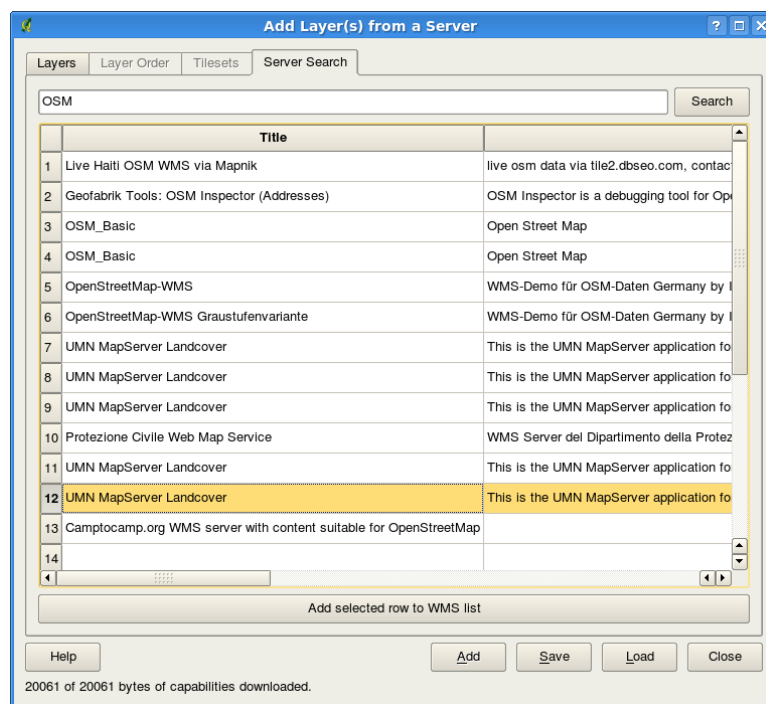 Add Layer(s) from a Server
Layers Layer Order Tilesets Server Search
OSM Search
Title
1 Live Haiti OSM WMS via Mapnik live osm data via tile2.dbseo.com, contact
2 Geofabrik Tools: OSM Inspector (Addresses) OSM Inspector is a debugging tool for Ope
3 OSM_Basic Open Street Map
4 OSM_Basic Open Street Map
5 OpenStreetMap-WMS WMS-Demo für OSM-Daten Germany by
6 OpenStreetMap-WMS Graustufenvariante WMS-Demo für OSM-Daten Germany by
7 UMN MapServer Landcover This is the UMN MapServer application fo
8 UMN MapServer Landcover This is the UMN MapServer application fo
9 UMN MapServer Landcover This is the UMN MapServer application fo
10 Protezione Civile Web Map Service WMS Server del Dipartimento della Protez
11 UMN MapServer Landcover This is the UMN MapServer application fo
12 UMN MapServer Landcover This is the UMN MapServer application fo
13 Camptocamp.org WMS server with content suitable for OpenStreetMap
14
Add selected row to WMS list
Help Add Save Load Close
20061 of 20061 bytes of capabilities downloaded.